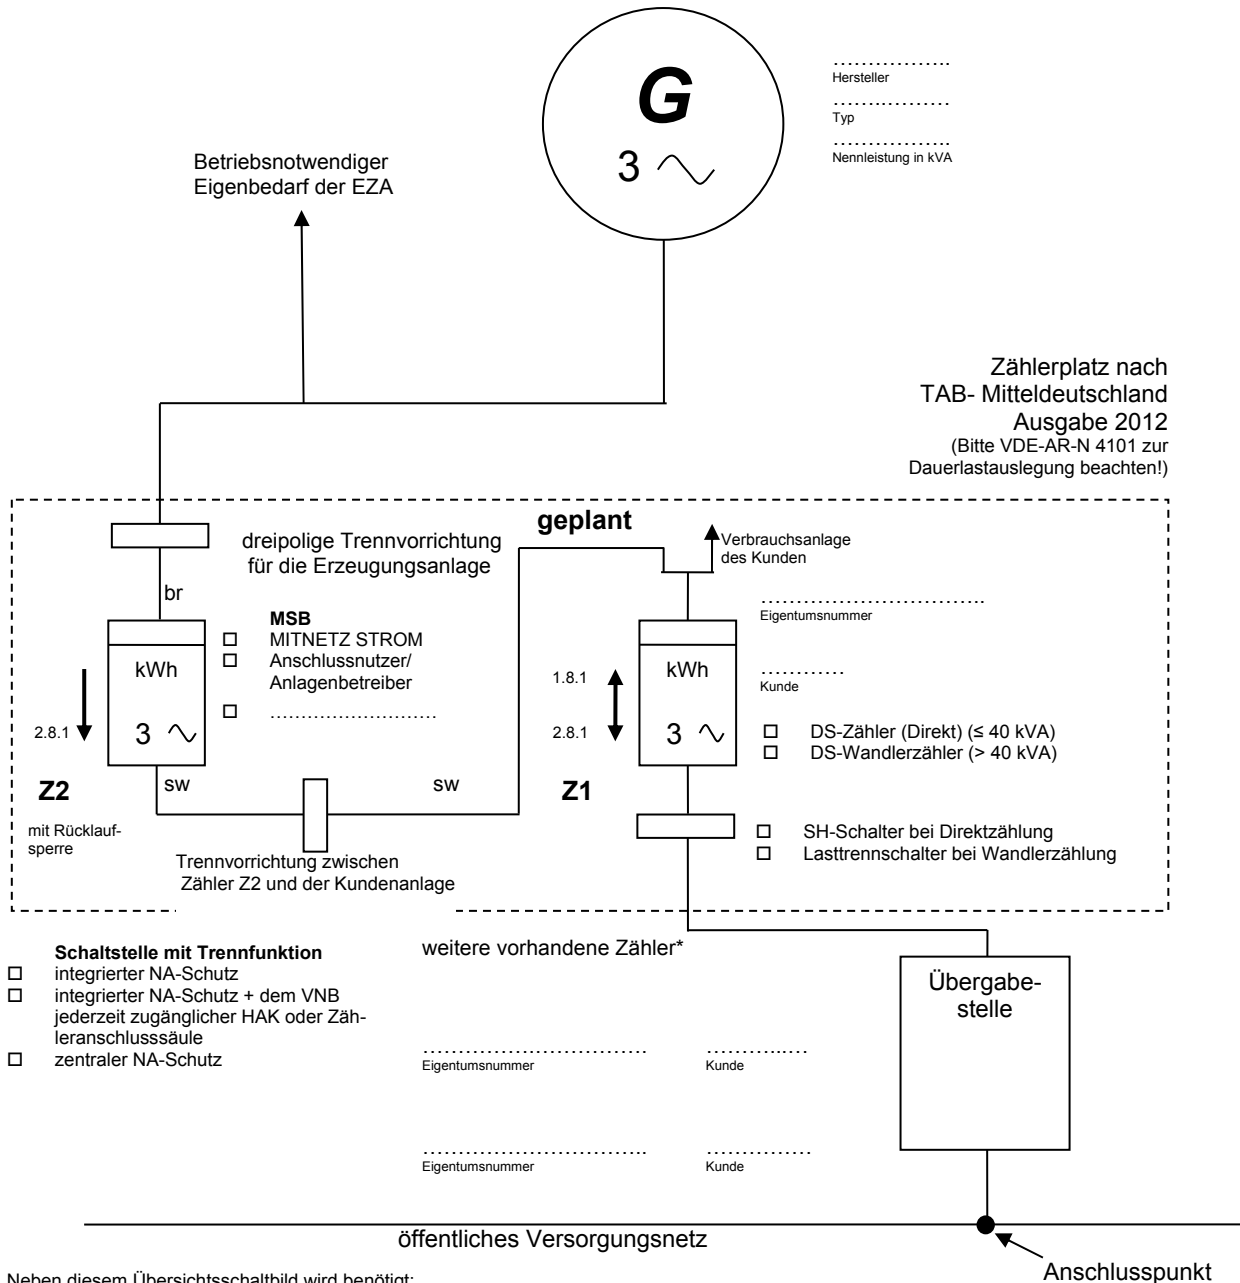 G
3
.................
Hersteller
.................
Typ
.................
Nennleistung in kVA
Betriebsnotwendiger
Eigenbedarf der EZA
Zählerplatz nach
TAB- Mitteldeutschland
Ausgabe 2012
(Bitte VDE-AR-N 4101 zur
Dauerlastauslegung beachten!)
geplant
dreipolige Trennvorrichtung
für die Erzeugungsanlage
Verbrauchsanlage
des Kunden
br
MSB
☐ MITNETZ STROM
☐ Anschlussnutzer/
Anlagenbetreiber
☐ ..........................
kWh
3
2.8.1
Z2
mit Rücklauf-
sperre
sw
sw
Trennvorrichtung zwischen
Zähler Z2 und der Kundenanlage
1.8.1
2.8.1
kWh
3
Z1
..............................
Eigentumsnummer
............
Kunde
☐ DS-Zähler (Direkt) (≤ 40 kVA)
☐ DS-Wandlerzähler (> 40 kVA)
☐ SH-Schalter bei Direktzählung
☐ Lasttrennschalter bei Wandlerzählung
Schaltstelle mit Trennfunktion
☐ integrierter NA-Schutz
☐ integrierter NA-Schutz + dem VNB
jederzeit zugänglicher HAK oder Zäh-
leranschlusssäule
☐ zentraler NA-Schutz
weitere vorhandene Zähler*
..............................
Eigentumsnummer
..............
Kunde
..............................
Eigentumsnummer
..............
Kunde
Übergabe-
stelle
öffentliches Versorgungsnetz
Anschlusspunkt
Neben diesem Übersichtsschaltbild wird benötigt: